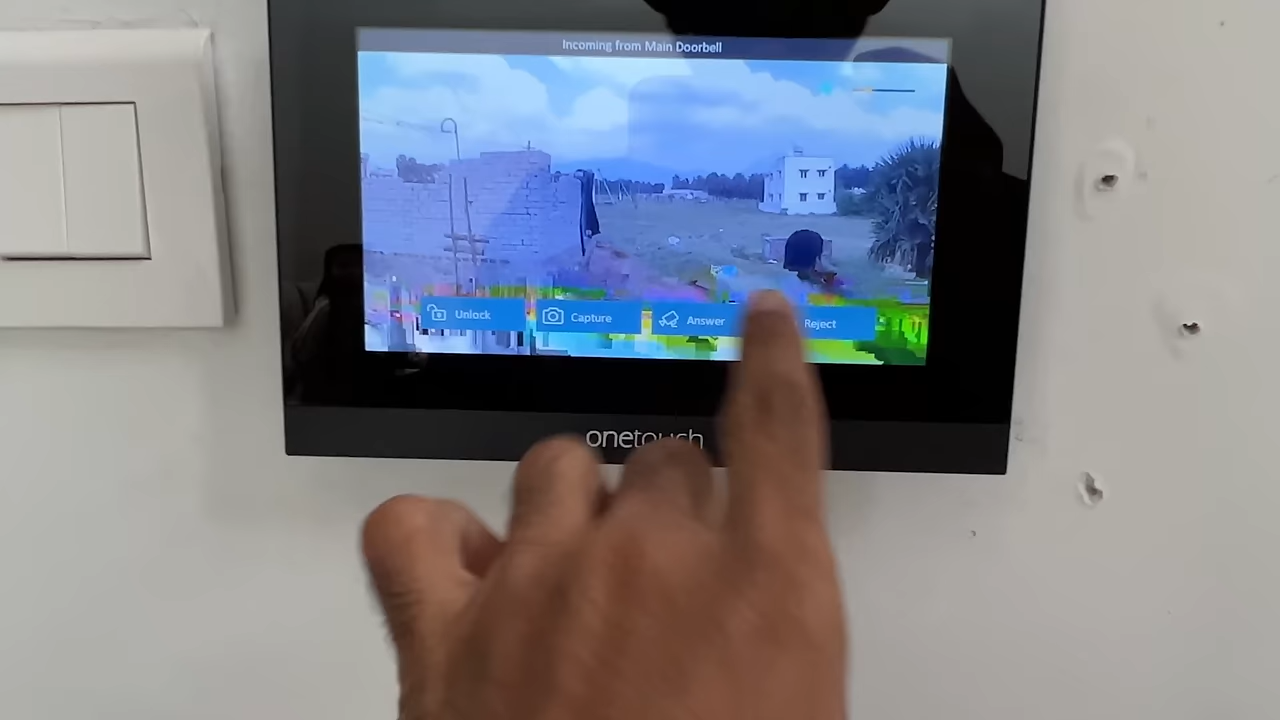 Incoming from Main Doorbell
Unlock
Capture
Answer
Reject
onetouch